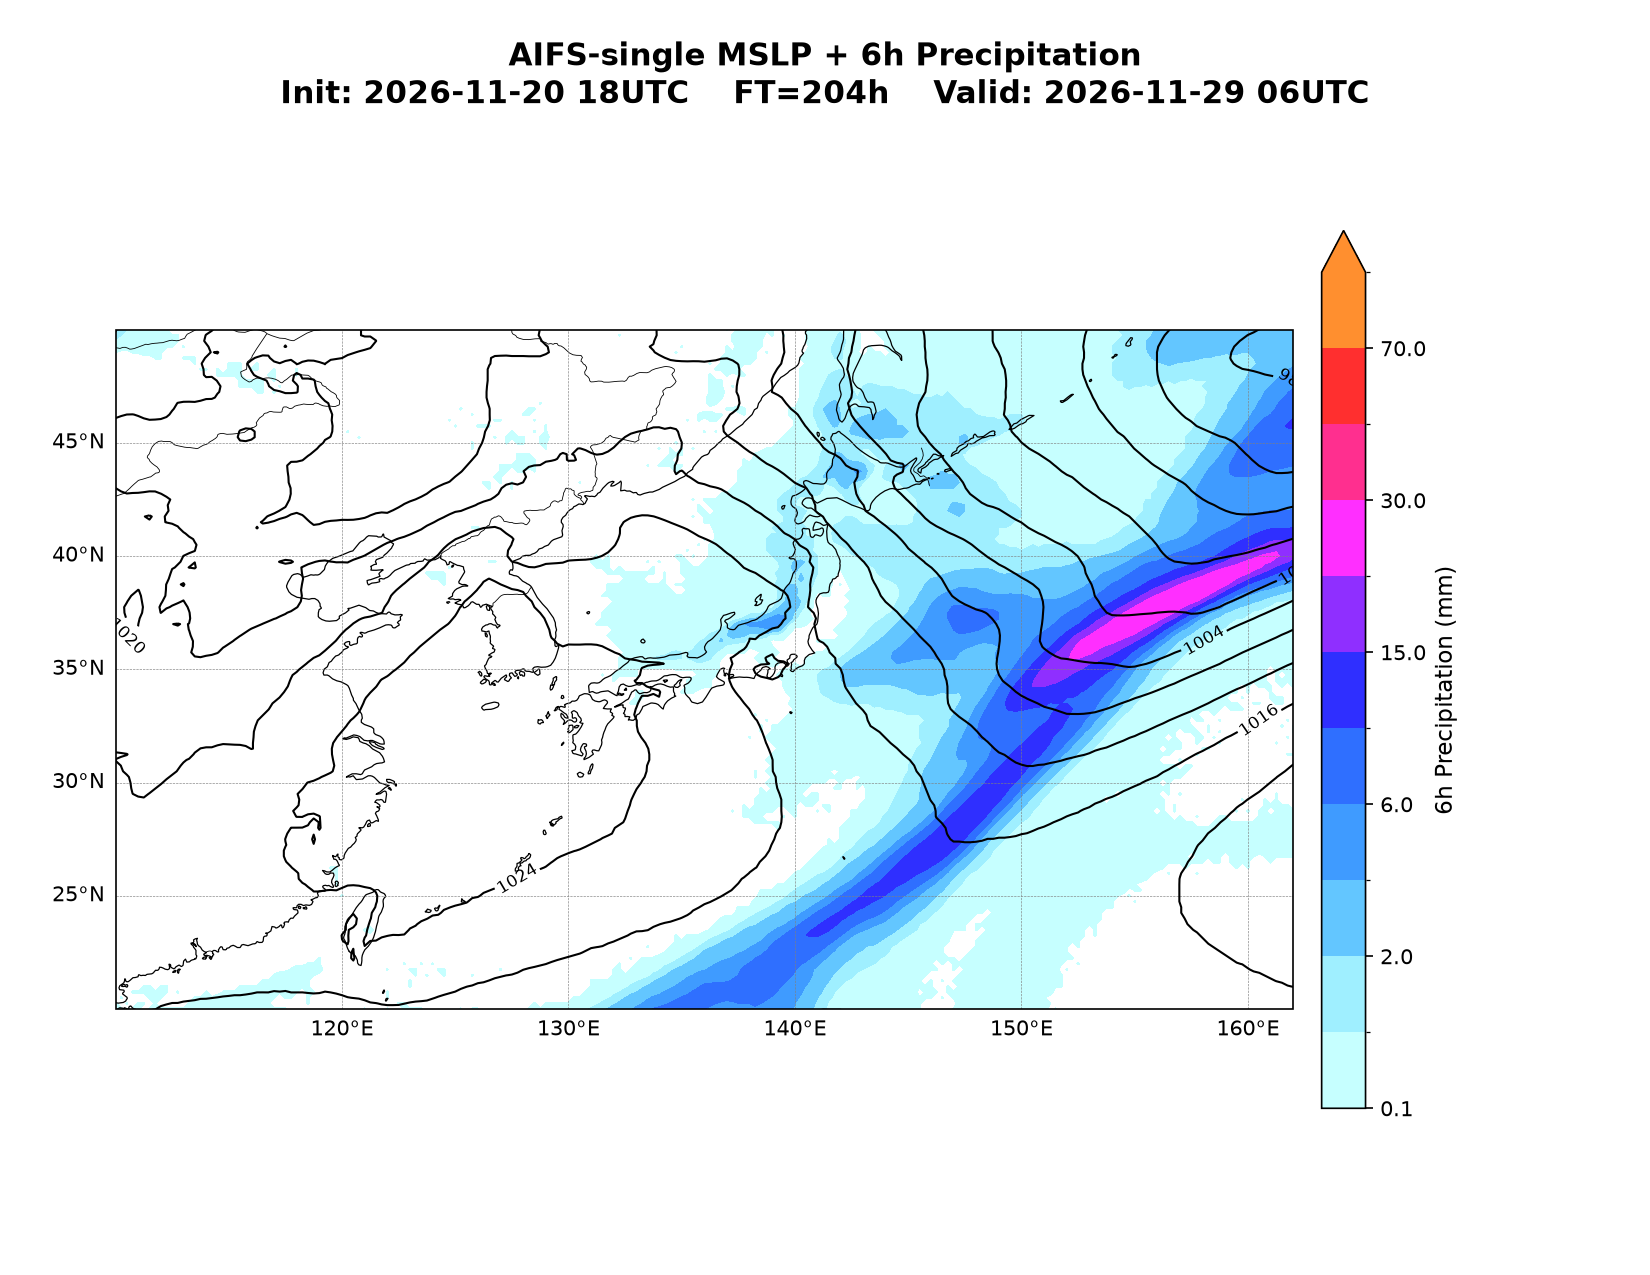 AIFS-single MSLP + 6h Precipitation
Init: 2026-11-20 18UTC    FT=204h    Valid: 2026-11-29 06UTC
70.0
30.0
15.0
6.0
2.0
0.1
6h Precipitation (mm)
45°N
40°N
35°N
30°N
25°N
120°E
130°E
140°E
150°E
160°E
1020
1004
1016
1024